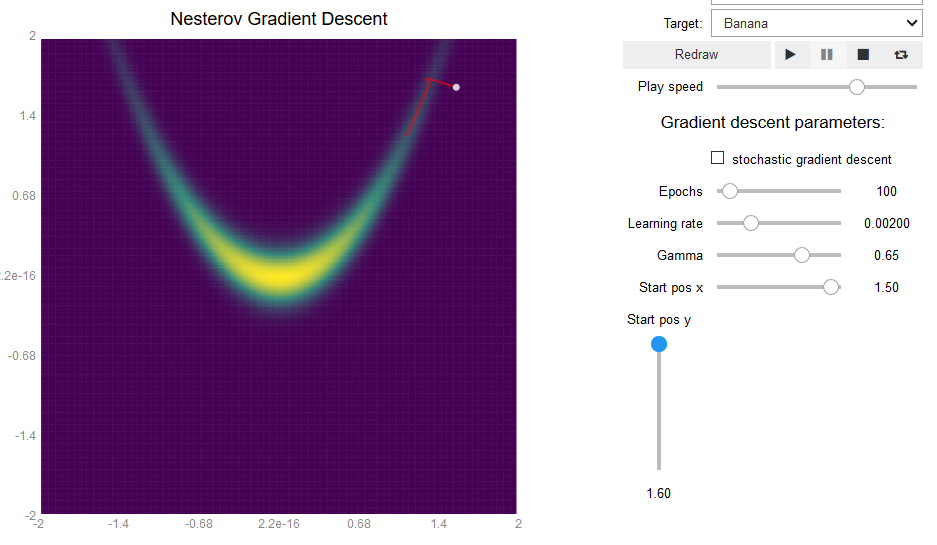 Nesterov Gradient Descent
2
1.4
0.68
2.2e-16
-0.68
-1.4
-2
-2
-1.4
-0.68
2.2e-16
0.68
1.4
2
Target: Banana
Redraw
Play speed
Gradient descent parameters:
stochastic gradient descent
Epochs 100
Learning rate 0.00200
Gamma 0.65
Start pos x 1.50
Start pos y
1.60